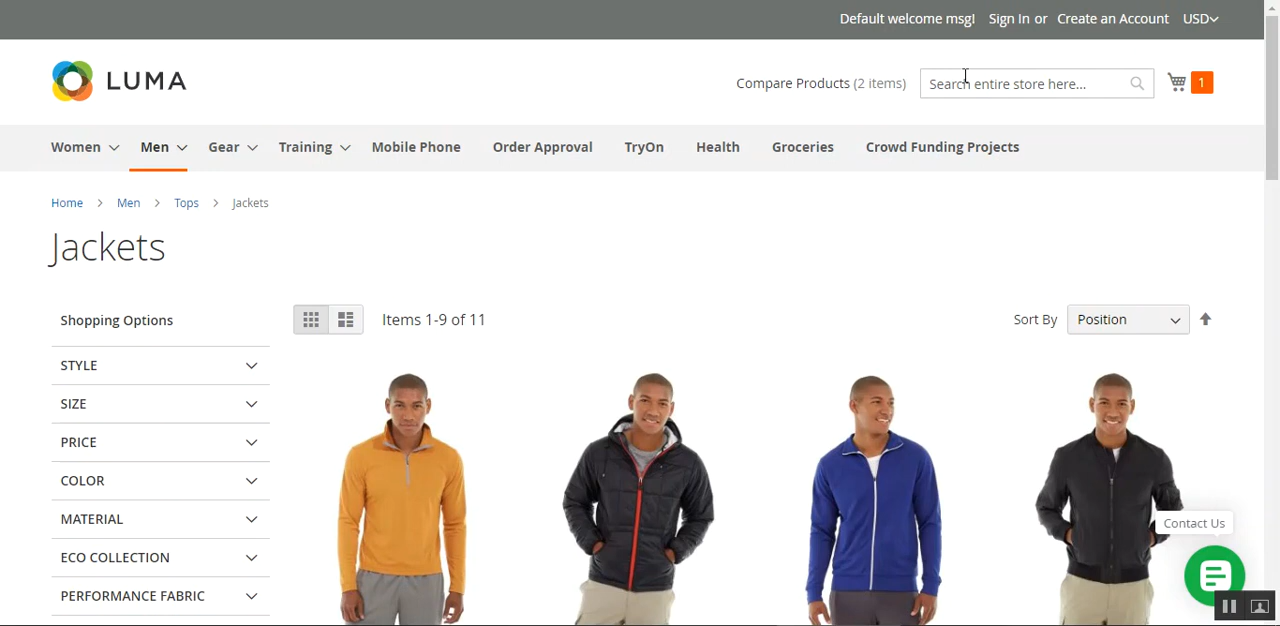 Default welcome msg! Sign In or Create an Account USD
LUMA
Compare Products (2 items) Search entire store here... 1
Women Men Gear Training Mobile Phone Order Approval TryOn Health Groceries Crowd Funding Projects
Home > Men > Tops > Jackets
Jackets
Shopping Options
Items 1-9 of 11
Sort By Position
STYLE
SIZE
PRICE
COLOR
MATERIAL
ECO COLLECTION
PERFORMANCE FABRIC
Contact Us